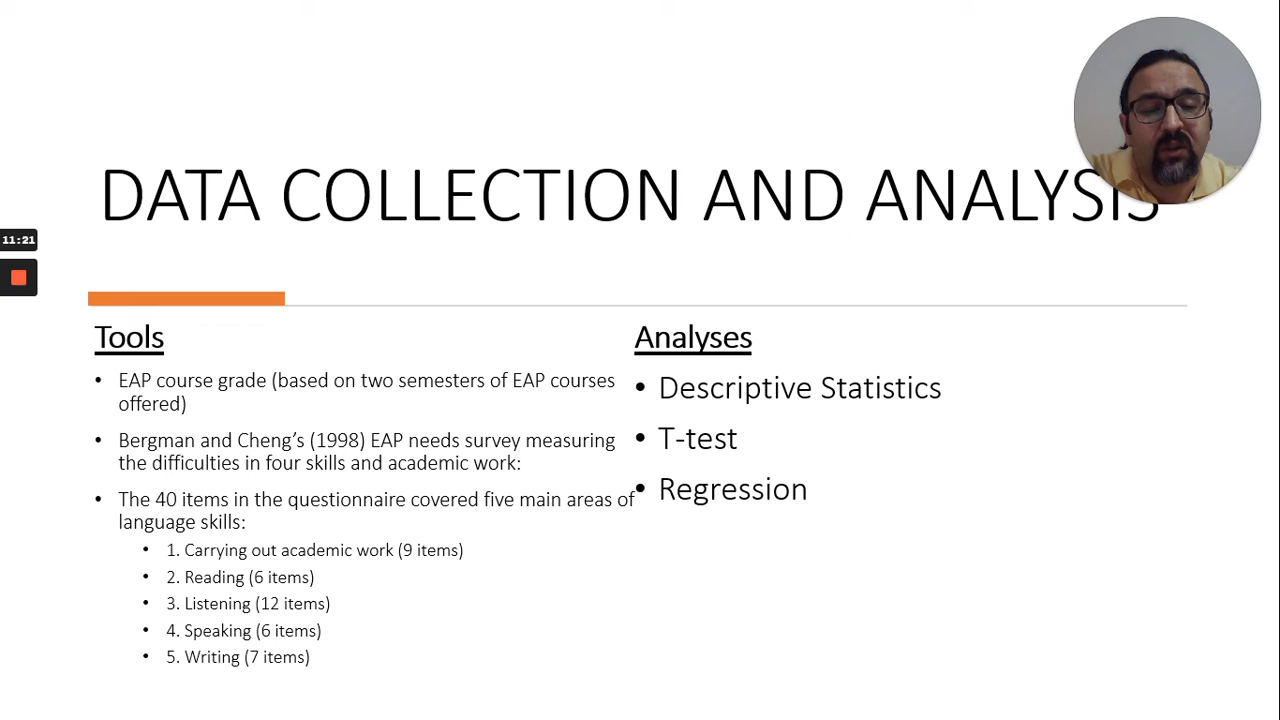 DATA COLLECTION AND ANALYSIS
11:21
Tools
• EAP course grade (based on two semesters of EAP courses
offered)
• Bergman and Cheng’s (1998) EAP needs survey measuring
the difficulties in four skills and academic work:
• The 40 items in the questionnaire covered five main areas of
language skills:
• 1. Carrying out academic work (9 items)
• 2. Reading (6 items)
• 3. Listening (12 items)
• 4. Speaking (6 items)
• 5. Writing (7 items)
Analyses
• Descriptive Statistics
• T-test
• Regression